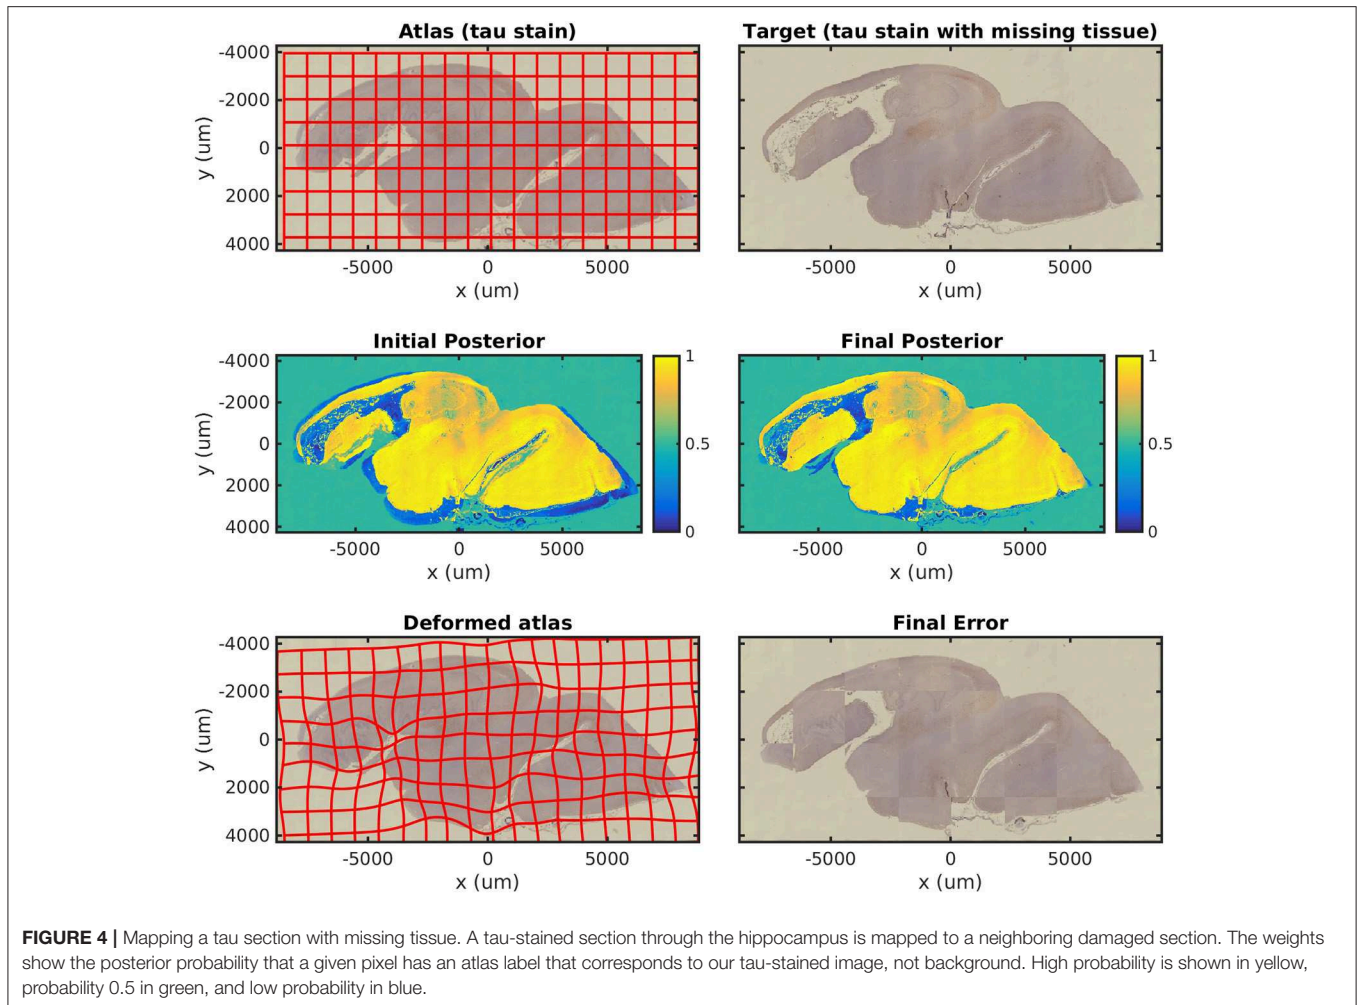 Atlas (tau stain)
Target (tau stain with missing tissue)
-4000
-2000
0
2000
4000
y (um)
-5000 0 5000
x (um)
-5000 0 5000
x (um)
Initial Posterior
Final Posterior
-4000
-2000
0
2000
4000
y (um)
-5000 0 5000
x (um)
1
0.5
0
-5000 0 5000
x (um)
1
0.5
0
Deformed atlas
Final Error
-4000
-2000
0
2000
4000
y (um)
-5000 0 5000
x (um)
-5000 0 5000
x (um)
FIGURE 4 | Mapping a tau section with missing tissue. A tau-stained section through the hippocampus is mapped to a neighboring damaged section. The weights
show the posterior probability that a given pixel has an atlas label that corresponds to our tau-stained image, not background. High probability is shown in yellow,
probability 0.5 in green, and low probability in blue.